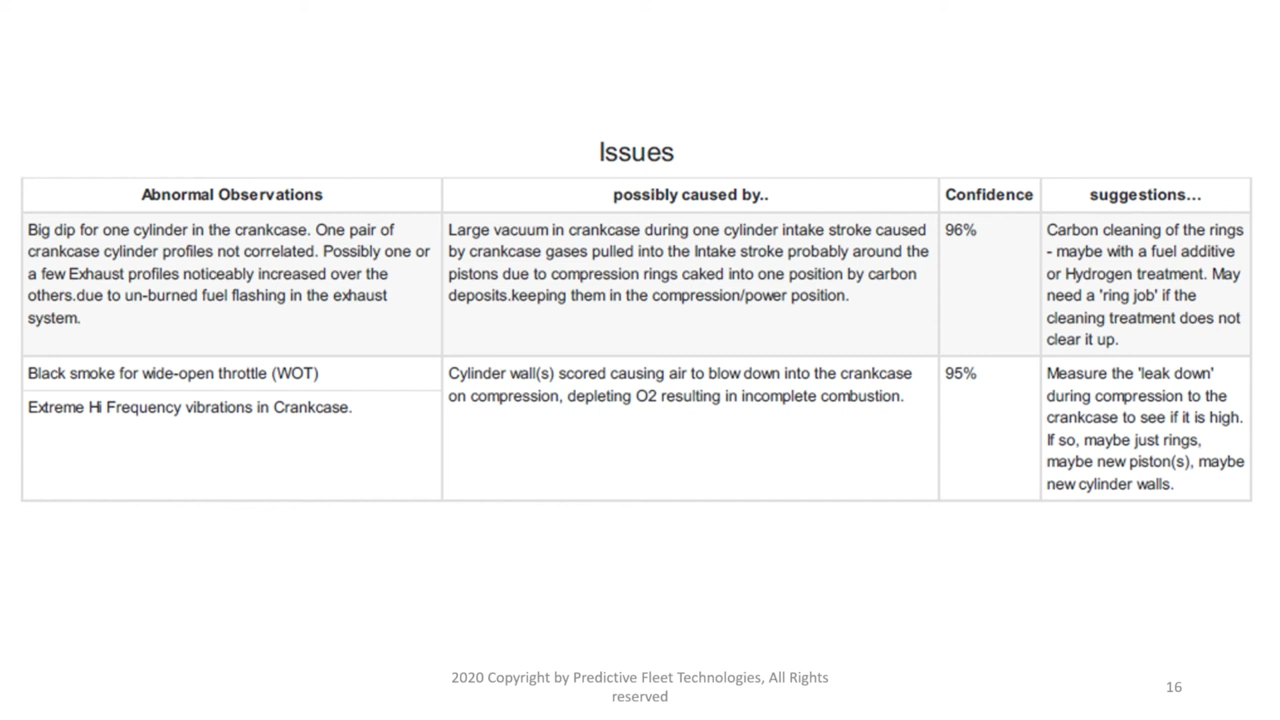 Issues
Abnormal Observations
possibly caused by..
Confidence
suggestions...
Big dip for one cylinder in the crankcase. One pair of
crankcase cylinder profiles not correlated. Possibly one or
a few Exhaust profiles noticeably increased over the
others.due to un-burned fuel flashing in the exhaust
system.
Large vacuum in crankcase during one cylinder intake stroke caused
by crankcase gases pulled into the Intake stroke probably around the
pistons due to compression rings caked into one position by carbon
deposits.keeping them in the compression/power position.
96%
Carbon cleaning of the rings
- maybe with a fuel additive
or Hydrogen treatment. May
need a 'ring job' if the
cleaning treatment does not
clear it up.
Black smoke for wide-open throttle (WOT)
Extreme Hi Frequency vibrations in Crankcase.
Cylinder wall(s) scored causing air to blow down into the crankcase
on compression, depleting O2 resulting in incomplete combustion.
95%
Measure the 'leak down'
during compression to the
crankcase to see if it is high.
If so, maybe just rings,
maybe new piston(s), maybe
new cylinder walls.
2020 Copyright by Predictive Fleet Technologies, All Rights
reserved
16